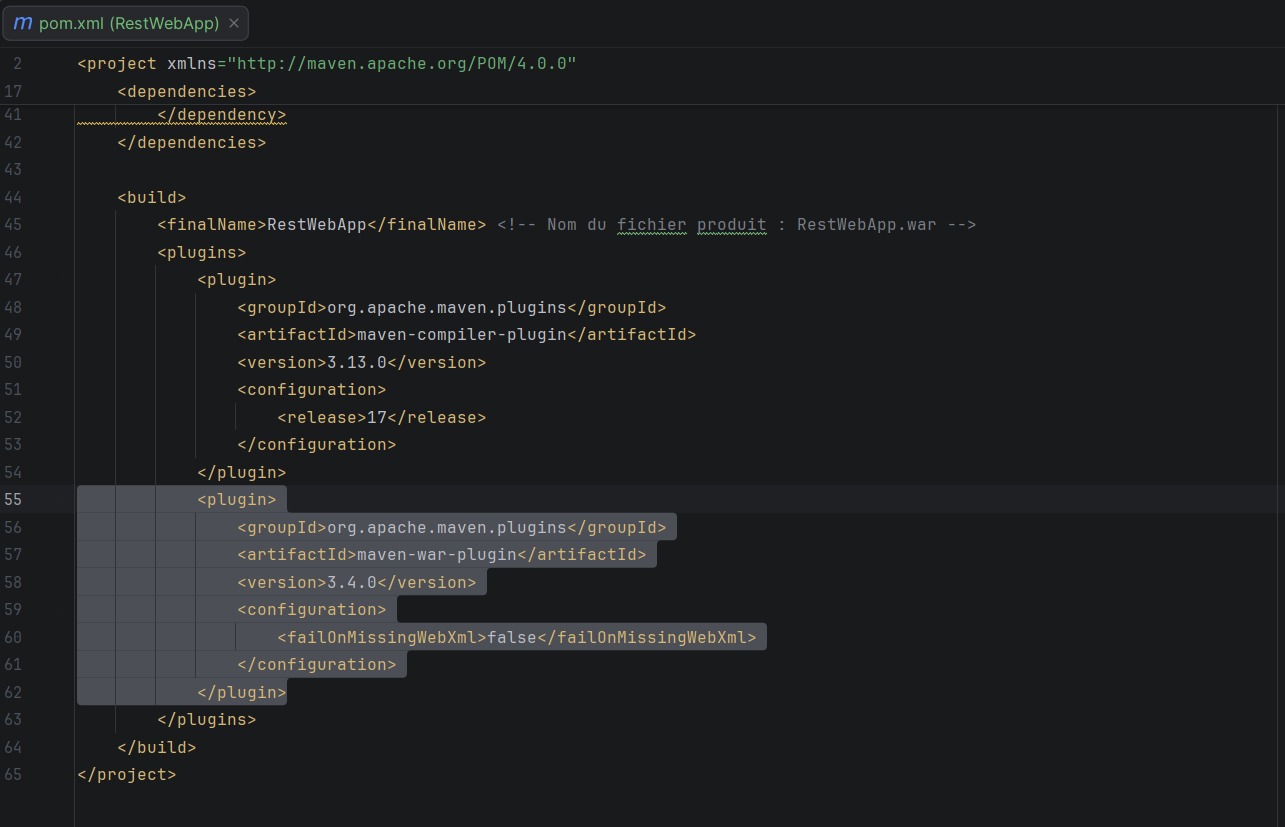 m pom.xml (RestWebApp) ×
2 <project xmlns="http://maven.apache.org/POM/4.0.0"
17 <dependencies>
41 </dependency>
42 </dependencies>
43
44 <build>
45 <finalName>RestWebApp</finalName> <!-- Nom du fichier produit : RestWebApp.war -->
46 <plugins>
47 <plugin>
48 <groupId>org.apache.maven.plugins</groupId>
49 <artifactId>maven-compiler-plugin</artifactId>
50 <version>3.13.0</version>
51 <configuration>
52 <release>17</release>
53 </configuration>
54 </plugin>
55 <plugin>
56 <groupId>org.apache.maven.plugins</groupId>
57 <artifactId>maven-war-plugin</artifactId>
58 <version>3.4.0</version>
59 <configuration>
60 <failOnMissingWebXml>false</failOnMissingWebXml>
61 </configuration>
62 </plugin>
63 </plugins>
64 </build>
65 </project>